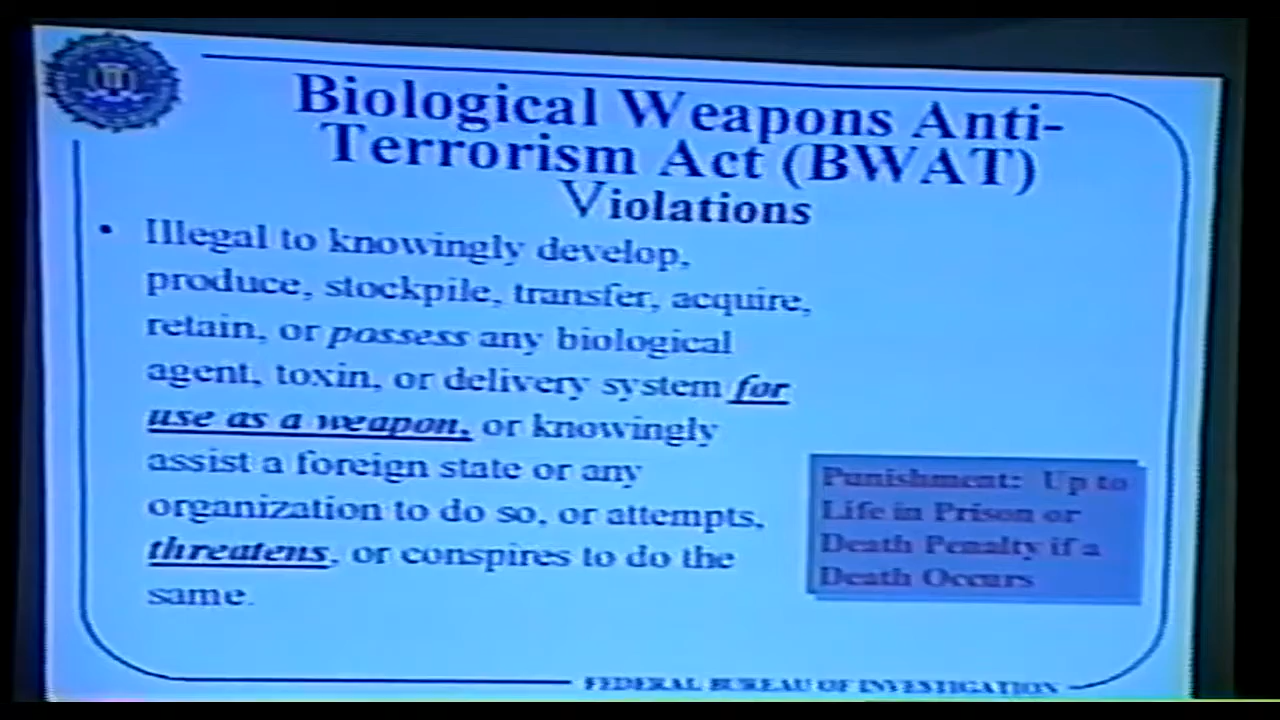 Biological Weapons Anti-
Terrorism Act (BWAT)
Violations
• Illegal to knowingly develop,
produce, stockpile, transfer, acquire,
retain, or possess any biological
agent, toxin, or delivery system for
use as a weapon, or knowingly
assist a foreign state or any
organization to do so, or attempts,
threatens, or conspires to do the
same.
Punishment: Up to
Life in Prison or
Death Penalty if a
Death Occurs
FEDERAL BUREAU OF INVESTIGATION